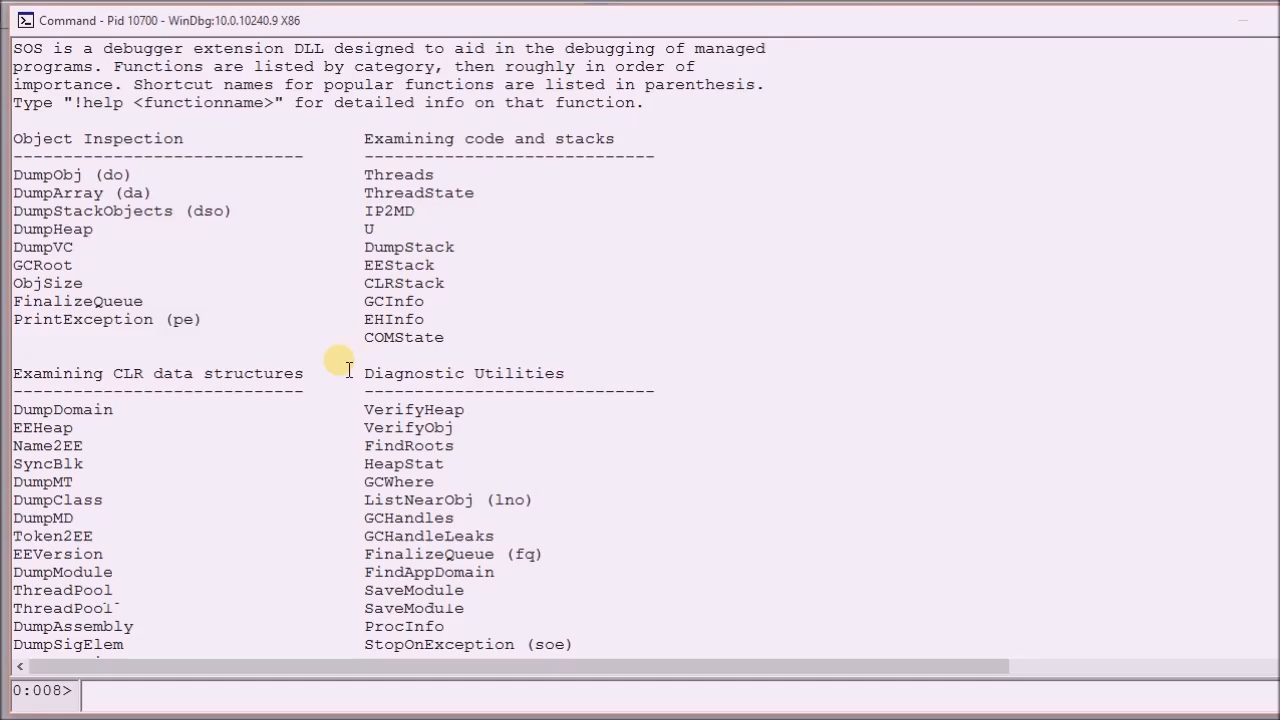 Command - Pid 10700 - WinDbg:10.0.10240.9 X86
SOS is a debugger extension DLL designed to aid in the debugging of managed
programs. Functions are listed by category, then roughly in order of
importance. Shortcut names for popular functions are listed in parenthesis.
Type "!help <functionname>" for detailed info on that function.
Object Inspection                  Examining code and stacks
-----------------------------      -----------------------------
DumpObj (do)                       Threads
DumpArray (da)                     ThreadState
DumpStackObjects (dso)             IP2MD
DumpHeap                           U
DumpVC                             DumpStack
GCRoot                             EEStack
ObjSize                            CLRStack
FinalizeQueue                      GCInfo
PrintException (pe)                EHInfo
                                   COMState
Examining CLR data structures      Diagnostic Utilities
-----------------------------      -----------------------------
DumpDomain                         VerifyHeap
EEHeap                             VerifyObj
Name2EE                            FindRoots
SyncBlk                            HeapStat
DumpMT                             GCWhere
DumpClass                          ListNearObj (lno)
DumpMD                             GCHandles
Token2EE                           GCHandleLeaks
EEVersion                          FinalizeQueue (fq)
DumpModule                         FindAppDomain
ThreadPool                         SaveModule
ThreadPool                         SaveModule
DumpAssembly                       ProcInfo
DumpSigElem                        StopOnException (soe)
0:008>